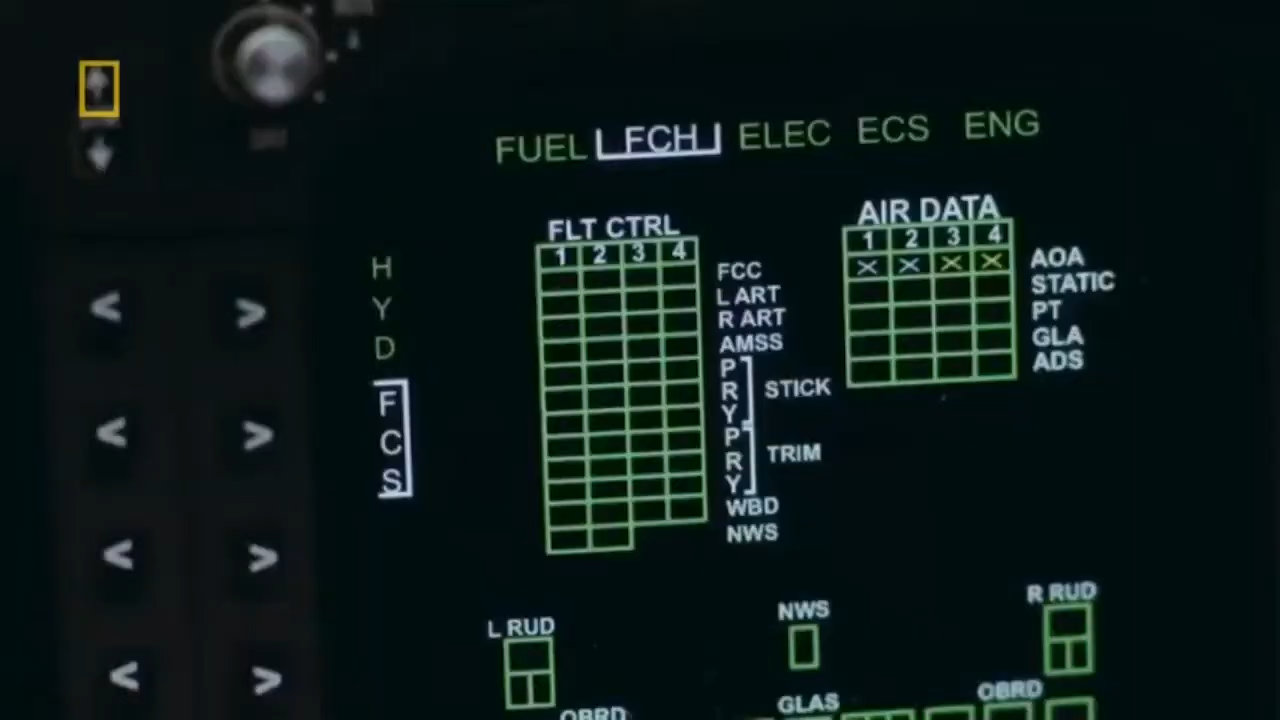 FUEL FCH ELEC ECS ENG
FLT CTRL
1 2 3 4
FCC
L ART
R ART
AMSS
P
R
Y
STICK
P
R
Y
TRIM
WBD
NWS
AIR DATA
1 2 3 4
X X X X
AOA
STATIC
PT
GLA
ADS
H
Y
D
F
C
S
< >
< >
< >
< >
L RUD
NWS
R RUD
OBRD
GLAS
OBRD